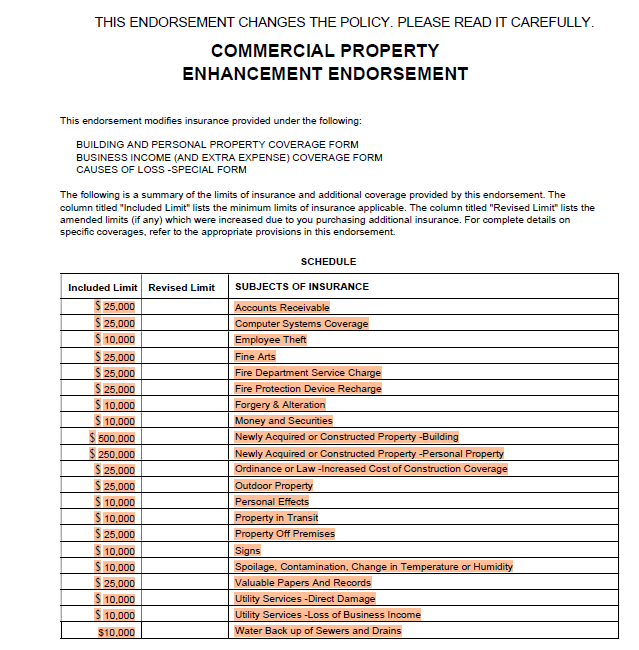 THIS ENDORSEMENT CHANGES THE POLICY. PLEASE READ IT CAREFULLY.
COMMERCIAL PROPERTY
ENHANCEMENT ENDORSEMENT
This endorsement modifies insurance provided under the following:
BUILDING AND PERSONAL PROPERTY COVERAGE FORM
BUSINESS INCOME (AND EXTRA EXPENSE) COVERAGE FORM
CAUSES OF LOSS -SPECIAL FORM
The following is a summary of the limits of insurance and additional coverage provided by this endorsement. The
column titled "Included Limit" lists the minimum limits of insurance applicable. The column titled "Revised Limit" lists the
amended limits (if any) which were increased due to you purchasing additional insurance. For complete details on
specific coverages, refer to the appropriate provisions in this endorsement.
SCHEDULE
Included Limit Revised Limit SUBJECTS OF INSURANCE
$ 25,000 Accounts Receivable
$ 25,000 Computer Systems Coverage
$ 10,000 Employee Theft
$ 25,000 Fine Arts
$ 25,000 Fire Department Service Charge
$ 25,000 Fire Protection Device Recharge
$ 10,000 Forgery & Alteration
$ 10,000 Money and Securities
$ 500,000 Newly Acquired or Constructed Property -Building
$ 250,000 Newly Acquired or Constructed Property -Personal Property
$ 25,000 Ordinance or Law -Increased Cost of Construction Coverage
$ 25,000 Outdoor Property
$ 10,000 Personal Effects
$ 10,000 Property in Transit
$ 25,000 Property Off Premises
$ 10,000 Signs
$ 10,000 Spoilage, Contamination, Change in Temperature or Humidity
$ 25,000 Valuable Papers And Records
$ 10,000 Utility Services -Direct Damage
$ 10,000 Utility Services -Loss of Business Income
$10,000 Water Back up of Sewers and Drains